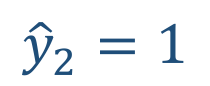 ŷ₂ = 1